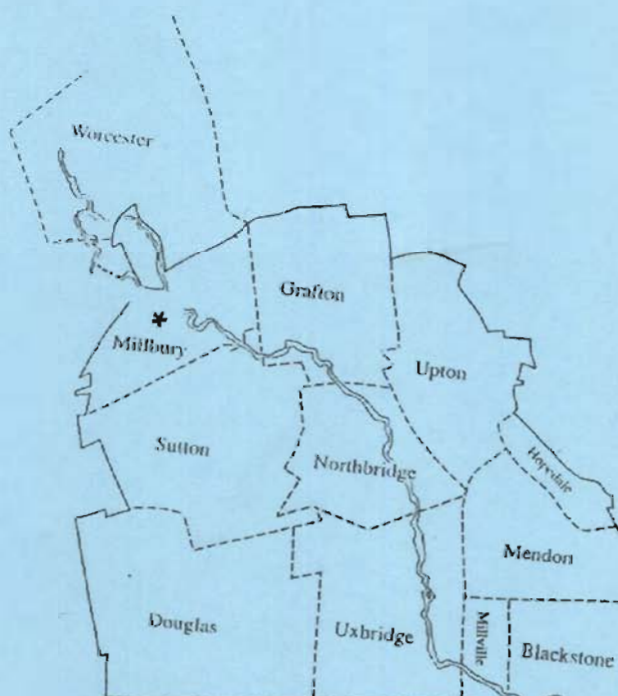 Worcester
Grafton
*
Millbury
Upton
Sutton
Northbridge
Hopedale
Mendon
Douglas
Uxbridge
Millville
Blackstone